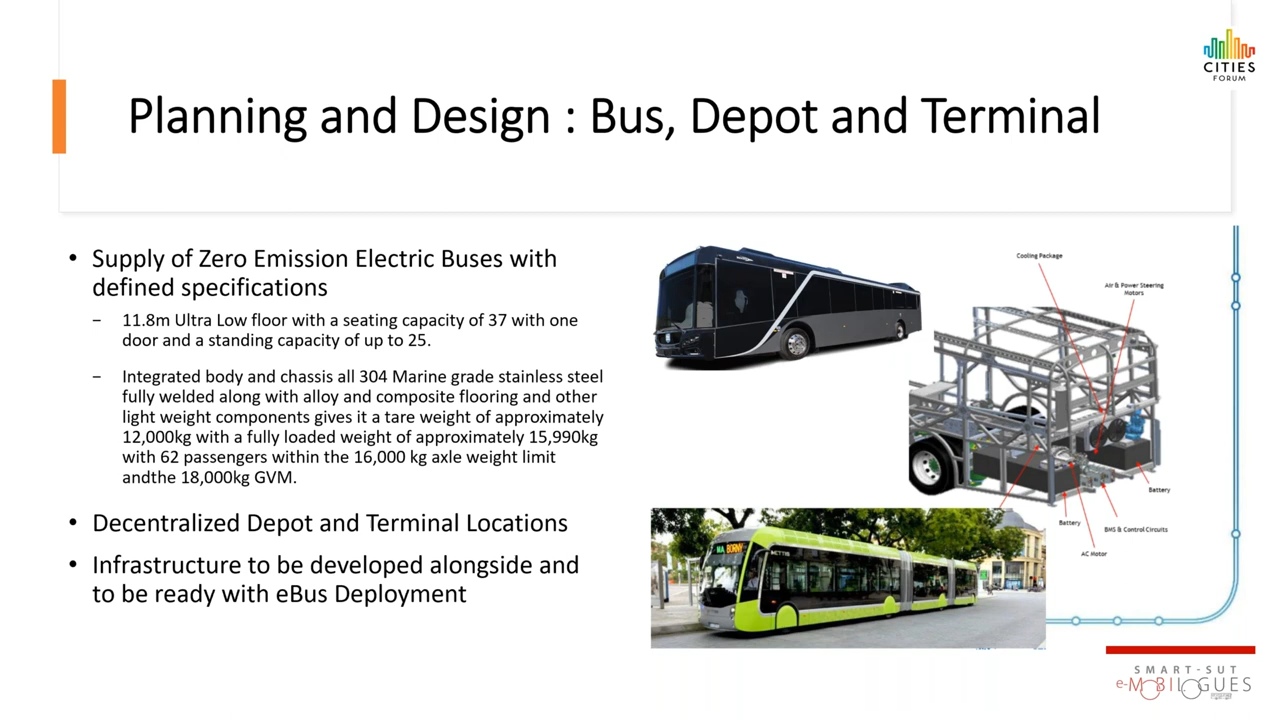 CITIES
FORUM
Planning and Design : Bus, Depot and Terminal
• Supply of Zero Emission Electric Buses with
defined specifications
− 11.8m Ultra Low floor with a seating capacity of 37 with one
door and a standing capacity of up to 25.
− Integrated body and chassis all 304 Marine grade stainless steel
fully welded along with alloy and composite flooring and other
light weight components gives it a tare weight of approximately
12,000kg with a fully loaded weight of approximately 15,990kg
with 62 passengers within the 16,000 kg axle weight limit
andthe 18,000kg GVM.
• Decentralized Depot and Terminal Locations
• Infrastructure to be developed alongside and
to be ready with eBus Deployment
Cooling Package
Air & Power Steering
Motors
Battery
Battery
BMS & Control Circuits
AC Motor
MA BORNY
METTIS
SMART-SUT
e-MOBILOGUES